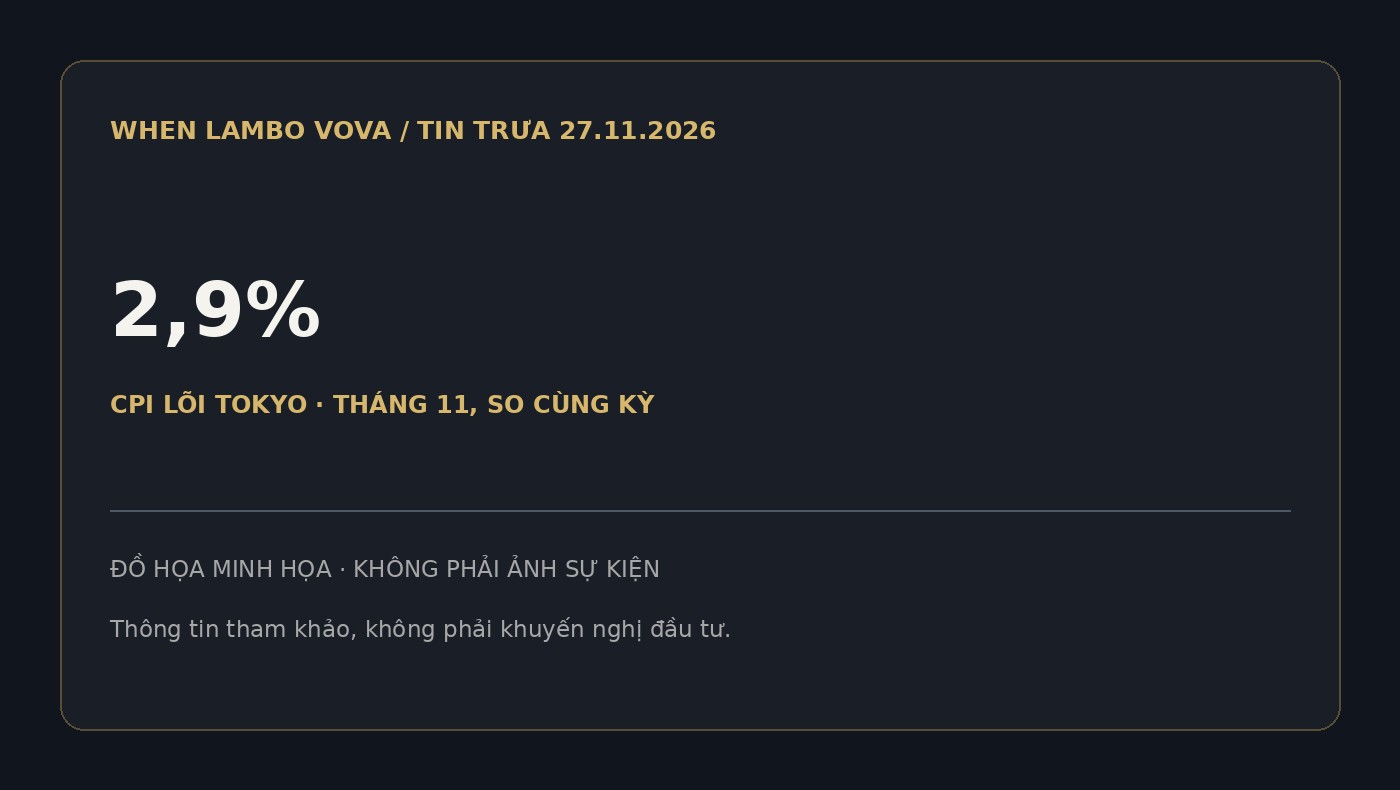 WHEN LAMBO VOVA / TIN TRƯA 27.11.2026
2,9%
CPI LÕI TOKYO · THÁNG 11, SO CÙNG KỲ
ĐỒ HỌA MINH HỌA · KHÔNG PHẢI ẢNH SỰ KIỆN
Thông tin tham khảo, không phải khuyến nghị đầu tư.